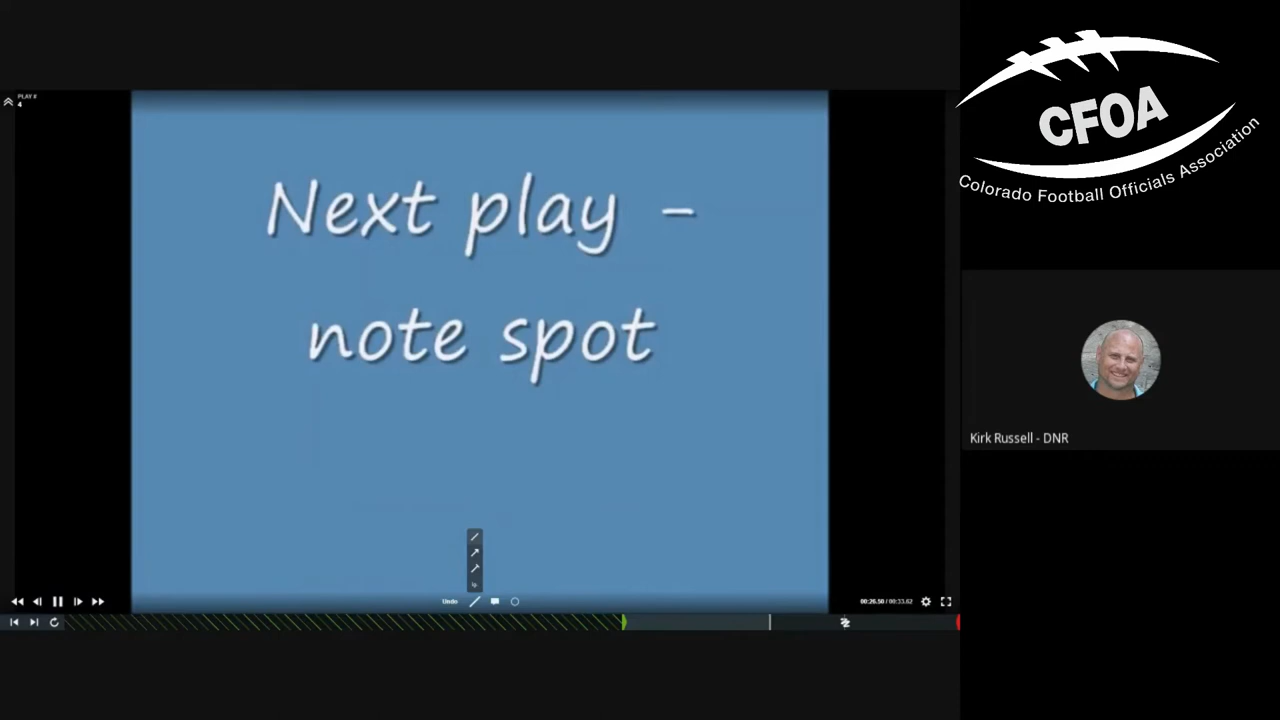 PLAY #
4
Next play -
note spot
Undo
00:26.50 / 00:33.62
CFOA
Colorado Football Officials Association
Kirk Russell - DNR